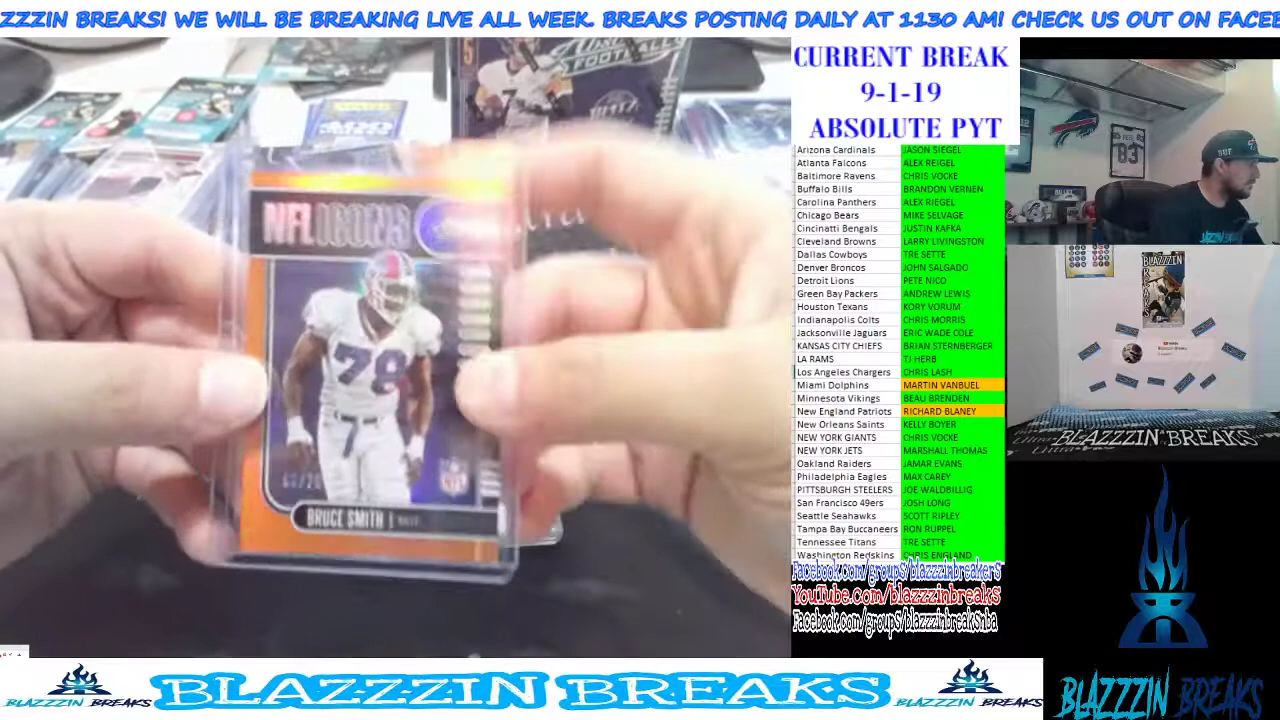 ZZZIN BREAKS! WE WILL BE BREAKING LIVE ALL WEEK. BREAKS POSTING DAILY AT 1130 AM! CHECK US OUT ON FACEB
CURRENT BREAK
9-1-19
ABSOLUTE PYT
Arizona Cardinals JASON SIEGEL
Atlanta Falcons ALEX REIGEL
Baltimore Ravens CHRIS VOCKE
Buffalo Bills BRANDON VERNEN
Carolina Panthers ALEX RIEGEL
Chicago Bears MIKE SELVAGE
Cincinatti Bengals JUSTIN KAFKA
Cleveland Browns LARRY LIVINGSTON
Dallas Cowboys TRE SETTE
Denver Broncos JOHN SALGADO
Detroit Lions PETE NICO
Green Bay Packers ANDREW LEWIS
Houston Texans KORY VORUM
Indianapolis Colts CHRIS MORRIS
Jacksonville Jaguars ERIC WADE COLE
KANSAS CITY CHIEFS BRIAN STERNBERGER
LA RAMS TJ HERB
Los Angeles Chargers CHRIS LASH
Miami Dolphins MARTIN VANBUEL
Minnesota Vikings BEAU BRENDEN
New England Patriots RICHARD BLANEY
New Orleans Saints KELLY BOYER
NEW YORK GIANTS CHRIS VOCKE
NEW YORK JETS MARSHALL THOMAS
Oakland Raiders JAMAR EVANS
Philadelphia Eagles MAX CAREY
PITTSBURGH STEELERS JOE WALDBILLIG
San Francisco 49ers JOSH LONG
Seattle Seahawks SCOTT RIPLEY
Tampa Bay Buccaneers RON RUPPEL
Tennessee Titans TRE SETTE
Washington Redskins CHRIS ENGLAND
Facebook.com/groupS/blazzzinbreakerS
YouTube.com/blazzzinbreakS
Facebook.com/groupS/blazzzinbreakSnba
NFL ICONS
78
NFL
BRUCE SMITH
Absolute
FOOTBALL
5
7
83
BLAZZZIN
BLAZZZIN BREAKS
BLAZZZIN BREAKS
BLAZZZIN BREAKS
BLAZZZIN BREAKS
BLAZZZIN BREAKS